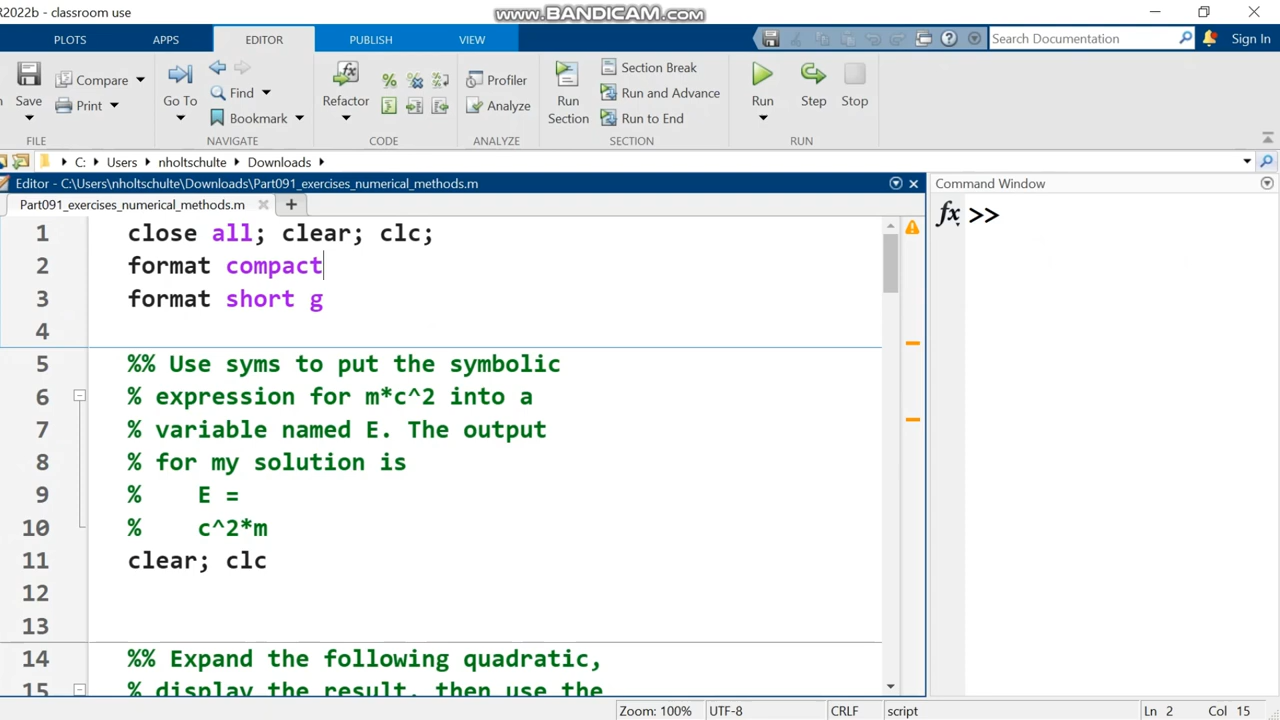 R2022b - classroom use
www.BANDICAM.com
PLOTS APPS EDITOR PUBLISH VIEW
Search Documentation
Sign In
Save
Compare
Print
FILE
Go To
Find
Bookmark
NAVIGATE
Refactor
CODE
Profiler
Analyze
ANALYZE
Run Section
Section Break
Run and Advance
Run to End
SECTION
Run
Step
Stop
RUN
C: Users nholtschulte Downloads
Editor - C:\Users\nholtschulte\Downloads\Part091_exercises_numerical_methods.m
Part091_exercises_numerical_methods.m
1 close all; clear; clc;
2 format compact
3 format short g
4
5 %% Use syms to put the symbolic
6 % expression for m*c^2 into a
7 % variable named E. The output
8 % for my solution is
9 % E =
10 % c^2*m
11 clear; clc
12
13
14 %% Expand the following quadratic,
15 % display the result, then use the
Command Window
fx >>
Zoom: 100% UTF-8 CRLF script Ln 2 Col 15